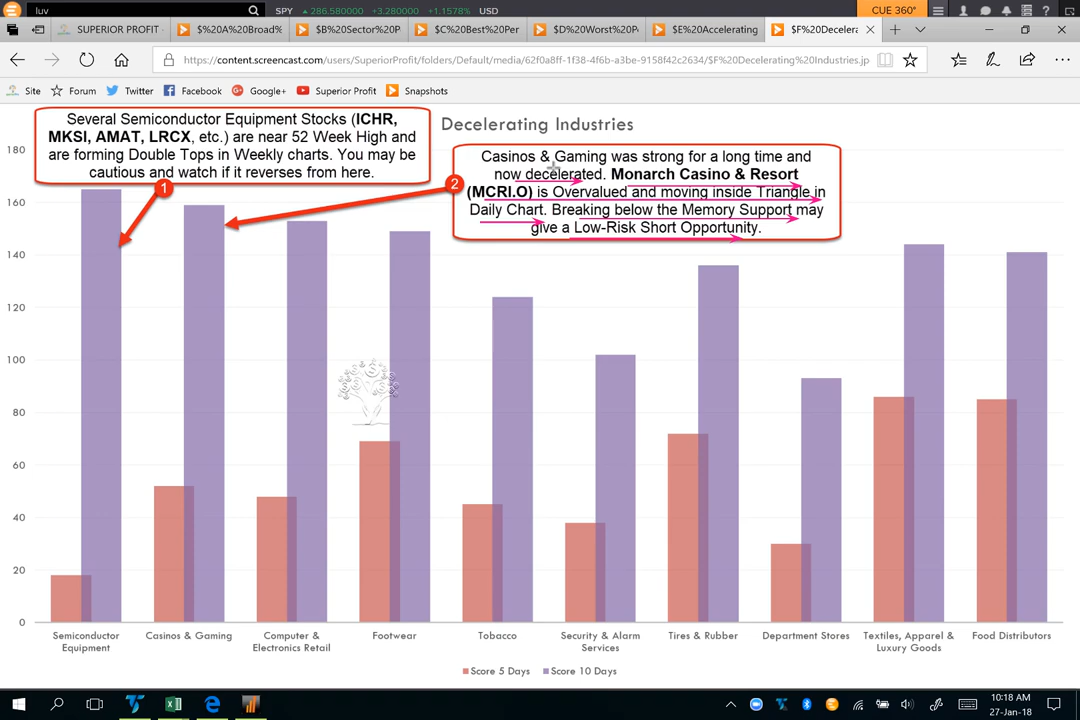 luv
SPY ▲ 286.580000 +3.280000 +1.1578% USD
CUE 360°
SUPERIOR PROFIT
$%20A%20Broad%
$B%20Sector%20P
$C%20Best%20Per
$D%20Worst%20P
$E%20Accelerating
$F%20Decelera
https://content.screencast.com/users/SuperiorProfit/folders/Default/media/62f0a8ff-1f38-4f6b-a3be-9158f42c2634/$F%20Decelerating%20Industries.jp
Site
Forum
Twitter
Facebook
Google+
Superior Profit
Snapshots
Several Semiconductor Equipment Stocks (ICHR,
MKSI, AMAT, LRCX, etc.) are near 52 Week High and
are forming Double Tops in Weekly charts. You may be
cautious and watch if it reverses from here.
1
Decelerating Industries
2
Casinos & Gaming was strong for a long time and
now decelerated. Monarch Casino & Resort
(MCRI.O) is Overvalued and moving inside Triangle in
Daily Chart. Breaking below the Memory Support may
give a Low-Risk Short Opportunity.
180
160
140
120
100
80
60
40
20
0
Semiconductor
Equipment
Casinos & Gaming
Computer &
Electronics Retail
Footwear
Tobacco
Security & Alarm
Services
Tires & Rubber
Department Stores
Textiles, Apparel &
Luxury Goods
Food Distributors
Score 5 Days
Score 10 Days
10:18 AM
27-Jan-18